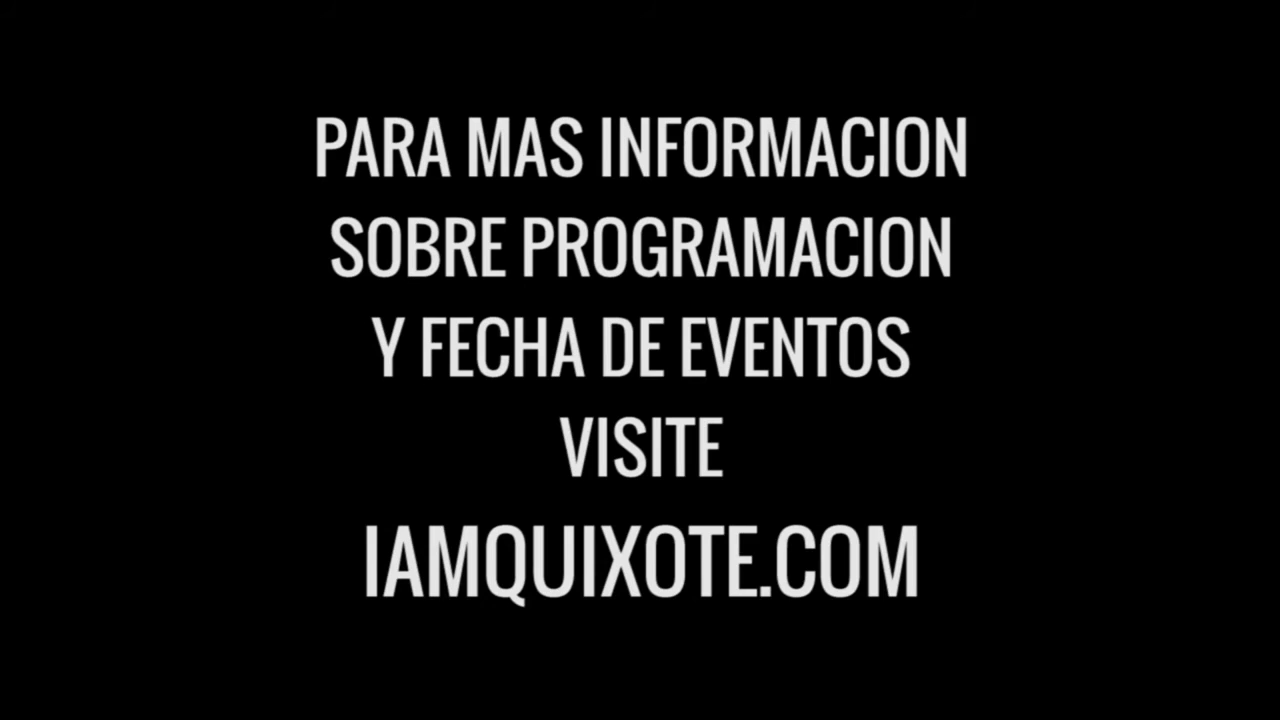 PARA MAS INFORMACION
SOBRE PROGRAMACION
Y FECHA DE EVENTOS
VISITE
IAMQUIXOTE.COM